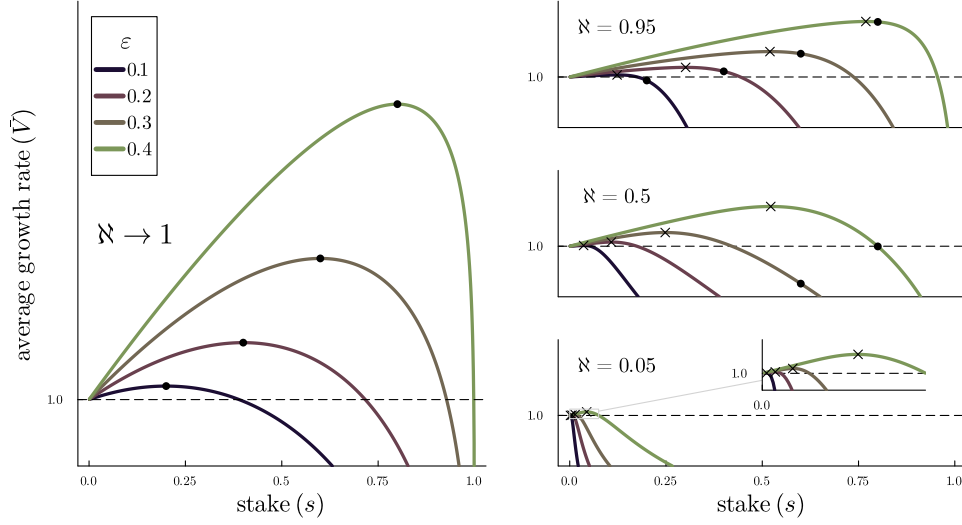 average growth rate (V̄)
ε
0.1
0.2
0.3
0.4
ℵ → 1
1.0
0.0 0.25 0.5 0.75 1.0
stake (s)
ℵ = 0.95
1.0
ℵ = 0.5
1.0
ℵ = 0.05
1.0
0.0
1.0
0.0 0.25 0.5 0.75 1.0
stake (s)